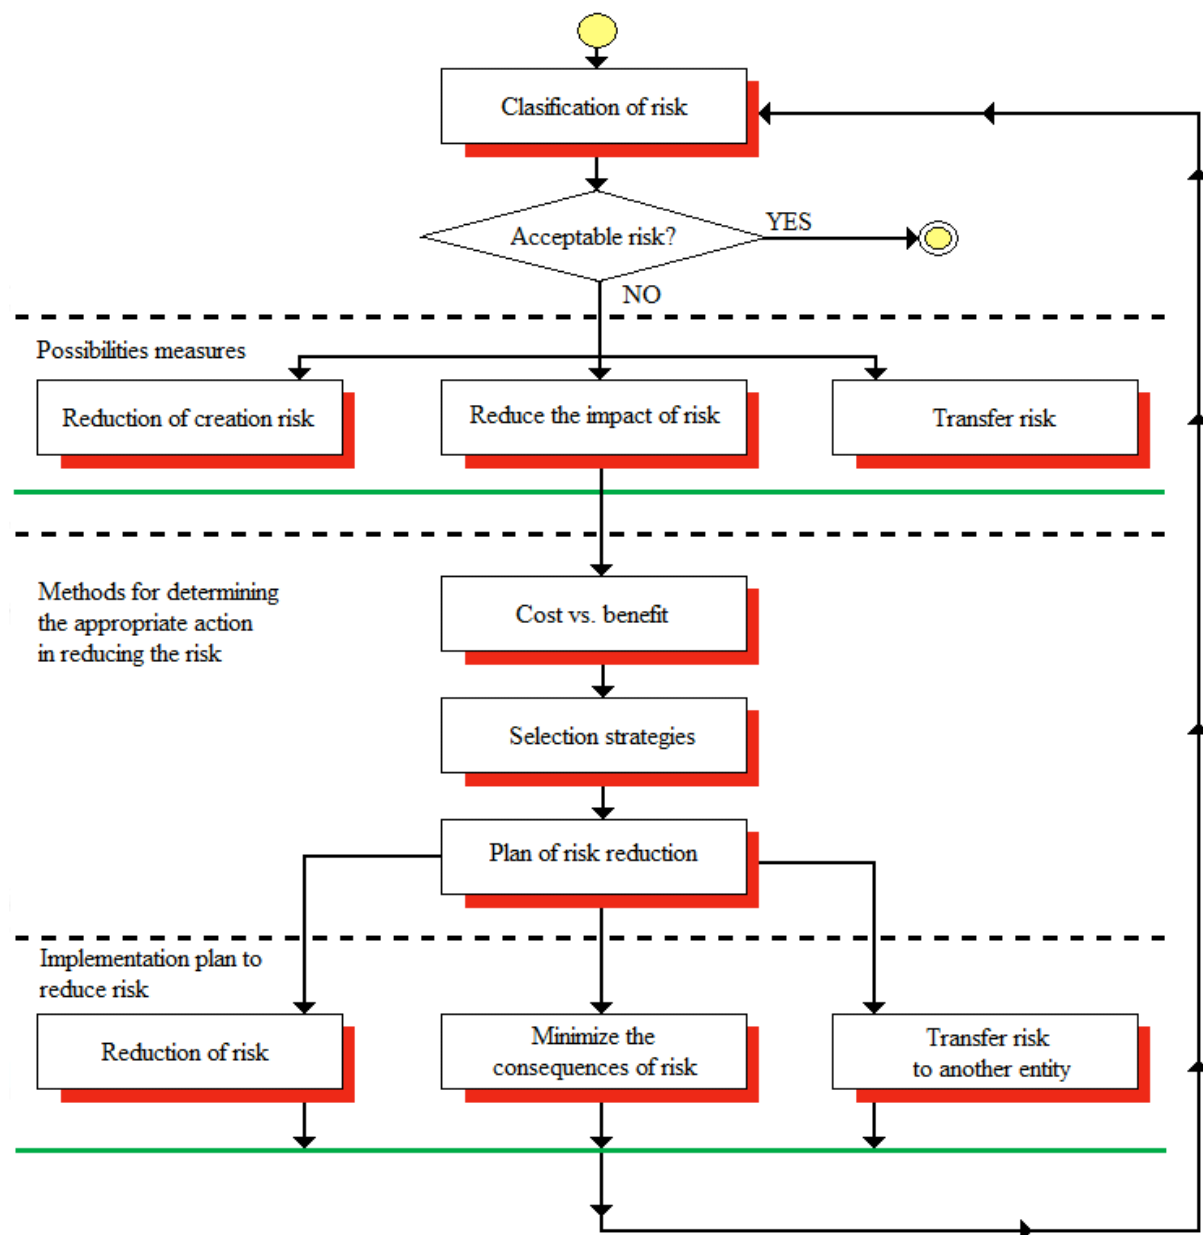 Clasification of risk
Acceptable risk?
YES
NO
Possibilities measures
Reduction of creation risk
Reduce the impact of risk
Transfer risk
Methods for determining
the appropriate action
in reducing the risk
Cost vs. benefit
Selection strategies
Plan of risk reduction
Implementation plan to
reduce risk
Reduction of risk
Minimize the
consequences of risk
Transfer risk
to another entity